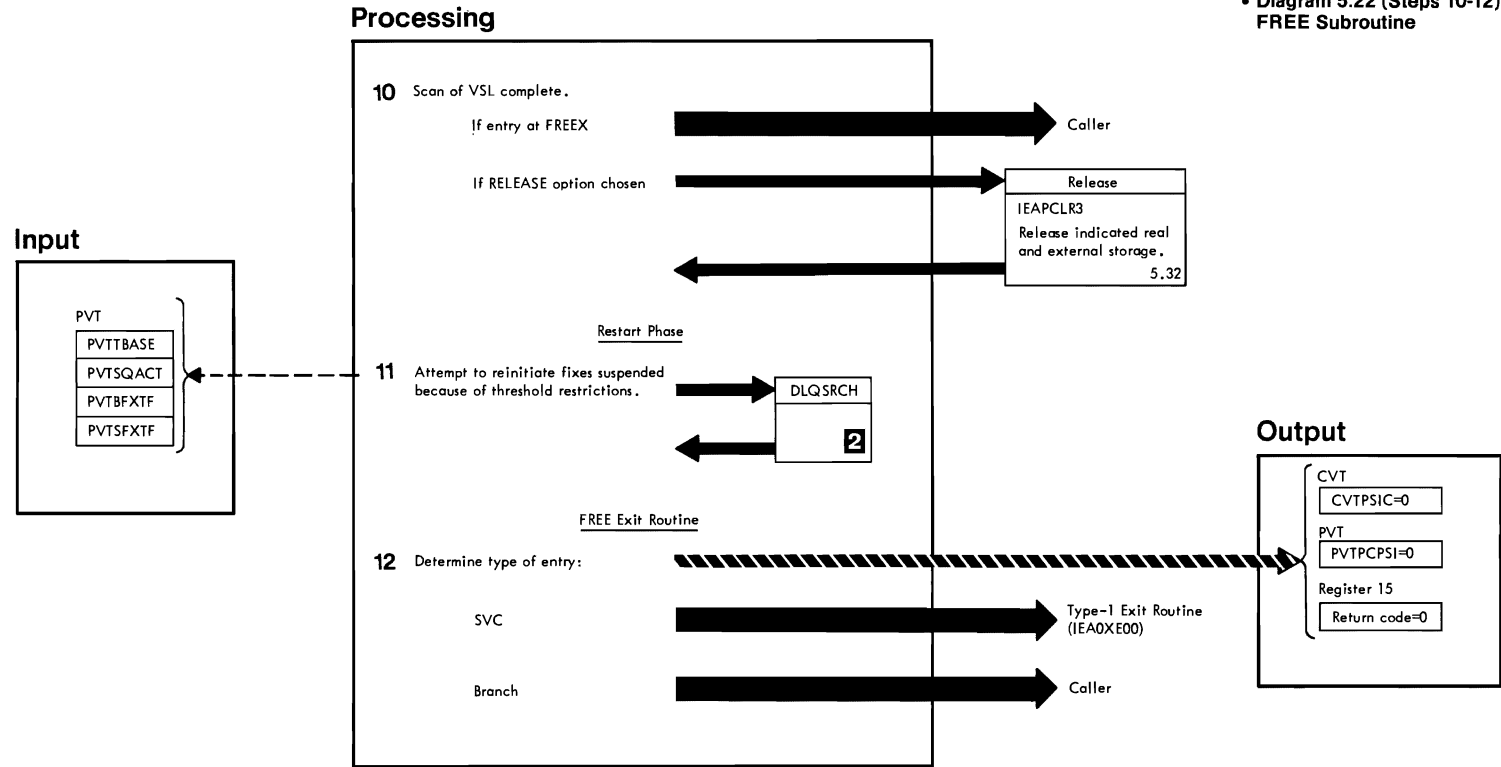 • Diagram 5.22 (Steps 10-12)
FREE Subroutine
Processing
10 Scan of VSL complete.
If entry at FREEX
Caller
If RELEASE option chosen
Release
IEAPCLR3
Release indicated real
and external storage.
5.32
Input
PVT
PVTTBASE
PVTSQACT
PVTBFXTF
PVTSFXTF
Restart Phase
11 Attempt to reinitiate fixes suspended
because of threshold restrictions.
DLQSRCH
2
FREE Exit Routine
12 Determine type of entry:
SVC
Type-1 Exit Routine
(IEA0XE00)
Branch
Caller
Output
CVT
CVTPSIC=0
PVT
PVTPCPSI=0
Register 15
Return code=0